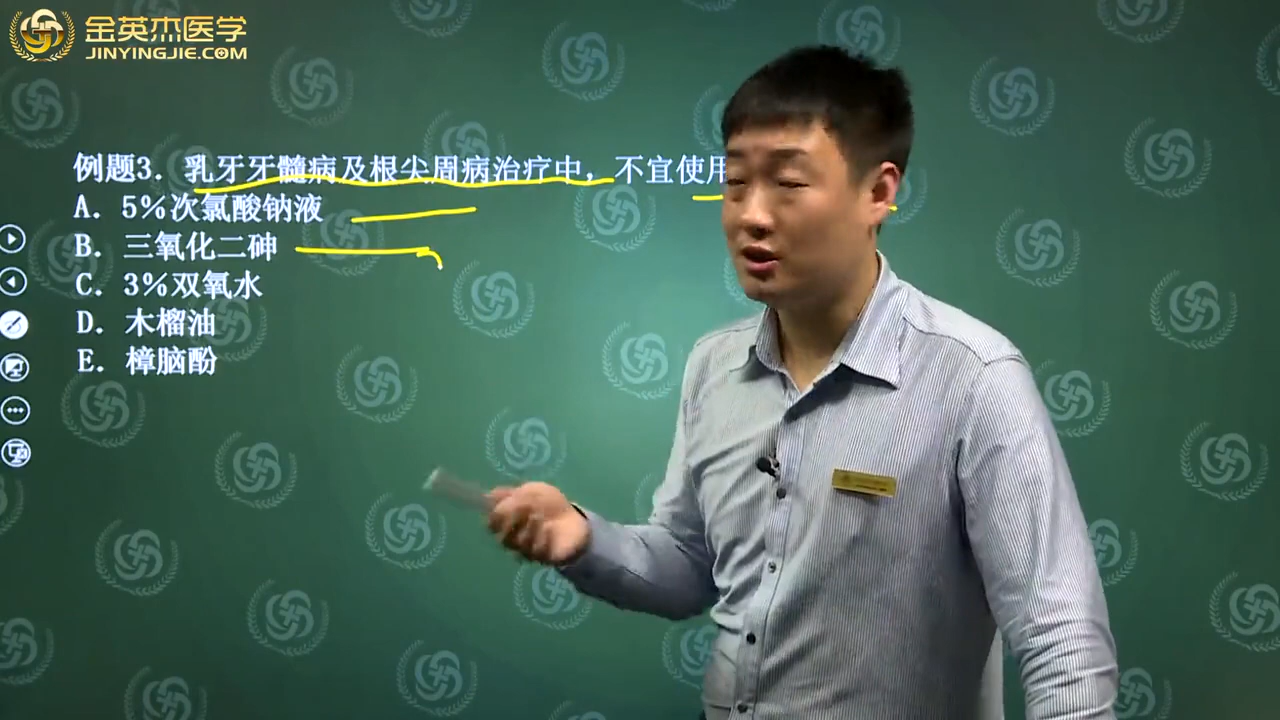 金英杰医学
JINYINGJIE.COM
例题3. 乳牙牙髓病及根尖周病治疗中，不宜使用
A. 5%次氯酸钠液
B. 三氧化二砷
C. 3%双氧水
D. 木榴油
E. 樟脑酚